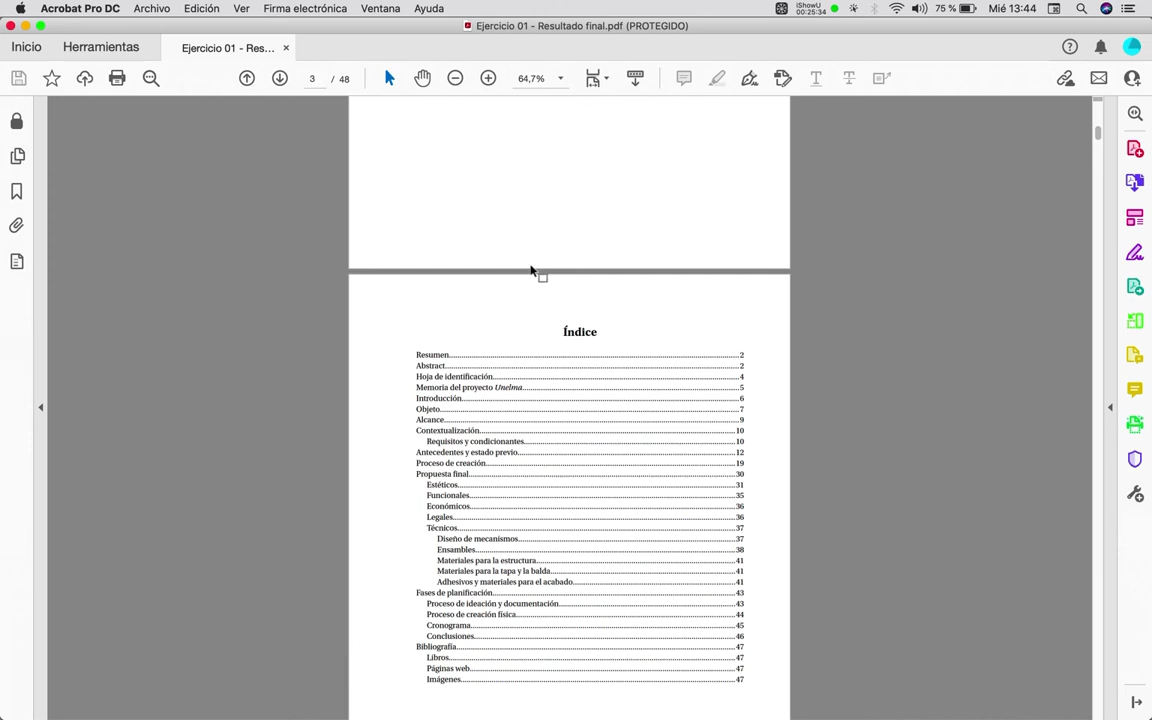 Acrobat Pro DC Archivo Edición Ver Firma electrónica Ventana Ayuda iShowU 00:25:34 75 % Mié 13:44
Ejercicio 01 - Resultado final.pdf (PROTEGIDO)
Inicio Herramientas Ejercicio 01 - Res... ×
3 / 48 64,7%
Índice
Resumen 2
Abstract 2
Hoja de identificación 4
Memoria del proyecto Unelma 5
Introducción 6
Objeto 7
Alcance 9
Contextualización 10
Requisitos y condicionantes 10
Antecedentes y estado previo 12
Proceso de creación 19
Propuesta final 30
Estéticos 31
Funcionales 35
Económicos 36
Legales 36
Técnicos 37
Diseño de mecanismos 37
Ensambles 38
Materiales para la estructura 41
Materiales para la tapa y la balda 41
Adhesivos y materiales para el acabado 41
Fases de planificación 43
Proceso de ideación y documentación 43
Proceso de creación física 44
Cronograma 45
Conclusiones 46
Bibliografía 47
Libros 47
Páginas web 47
Imágenes 47